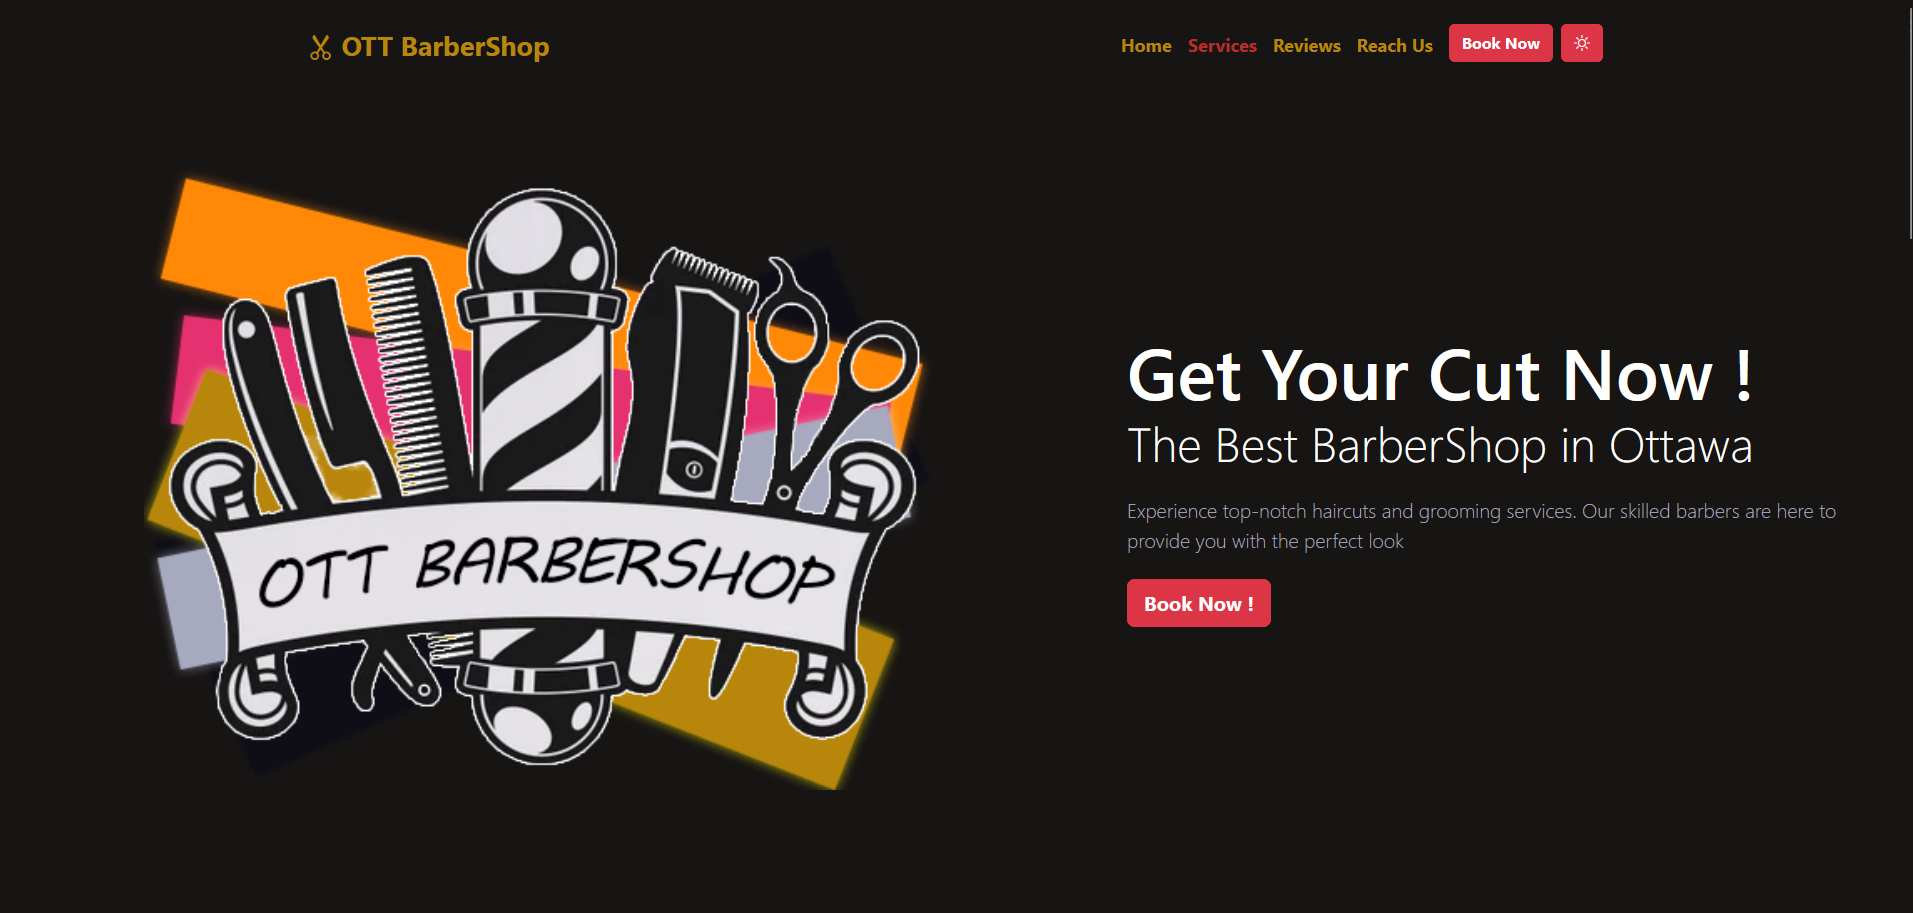 OTT BarberShop
Home Services Reviews Reach Us Book Now
OTT BARBERSHOP
Get Your Cut Now !
The Best BarberShop in Ottawa
Experience top-notch haircuts and grooming services. Our skilled barbers are here to
provide you with the perfect look
Book Now !